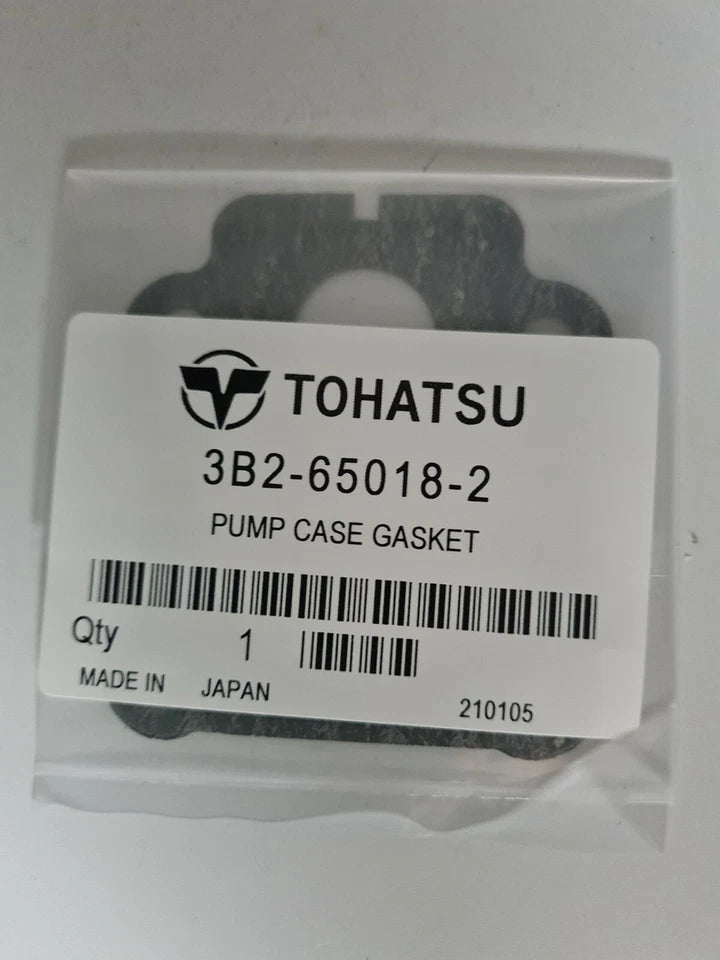 TOHATSU
3B2-65018-2
PUMP CASE GASKET
Qty 1
MADE IN JAPAN 210105